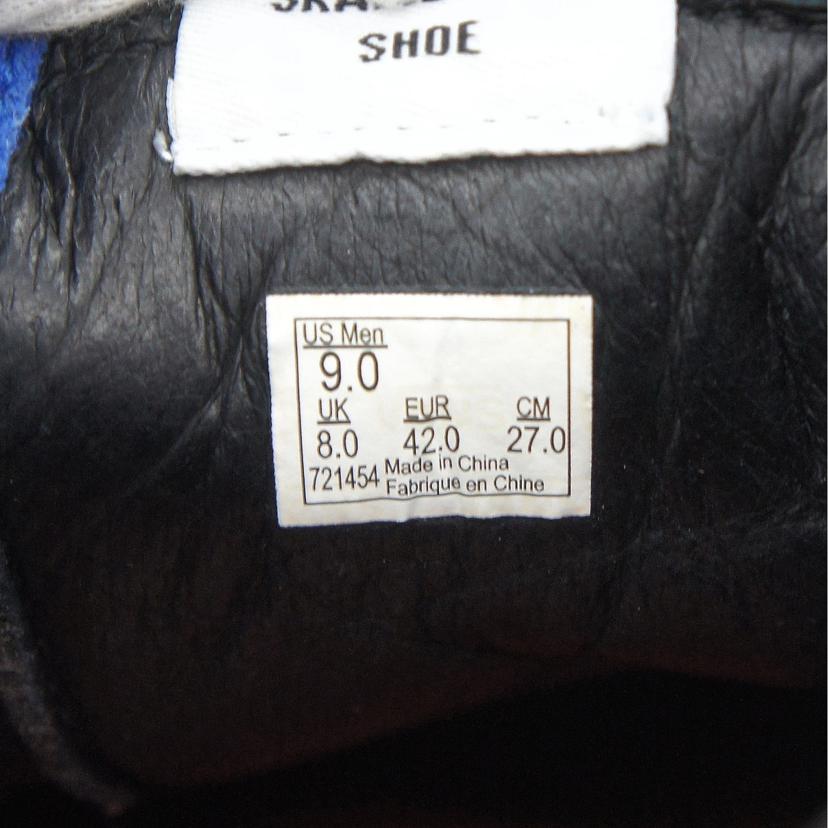 SHOE
US Men
9.0
UK EUR CM
8.0 42.0 27.0
721454 Made in China
Fabrique en Chine